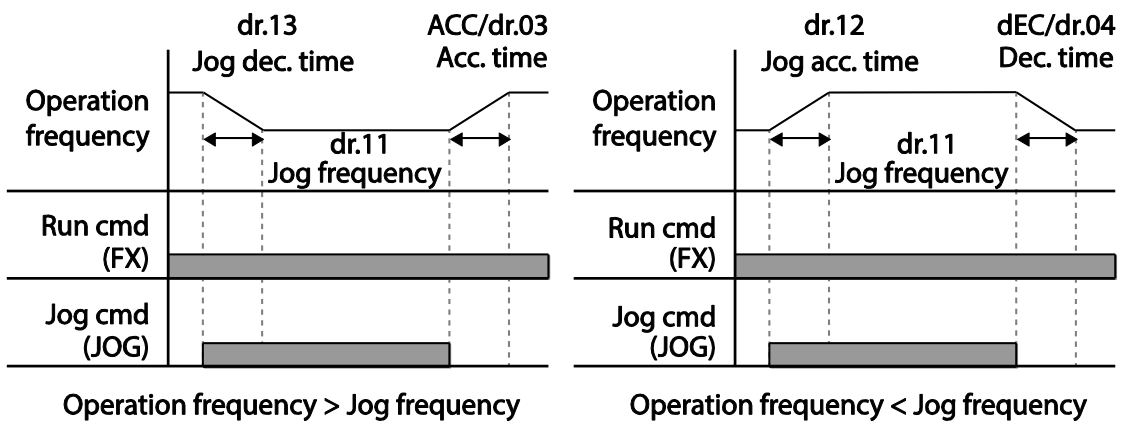 dr.13
Jog dec. time
ACC/dr.03
Acc. time
Operation
frequency
dr.11
Jog frequency
Run cmd
(FX)
Jog cmd
(JOG)
Operation frequency > Jog frequency
dr.12
Jog acc. time
dEC/dr.04
Dec. time
Operation
frequency
dr.11
Jog frequency
Run cmd
(FX)
Jog cmd
(JOG)
Operation frequency < Jog frequency